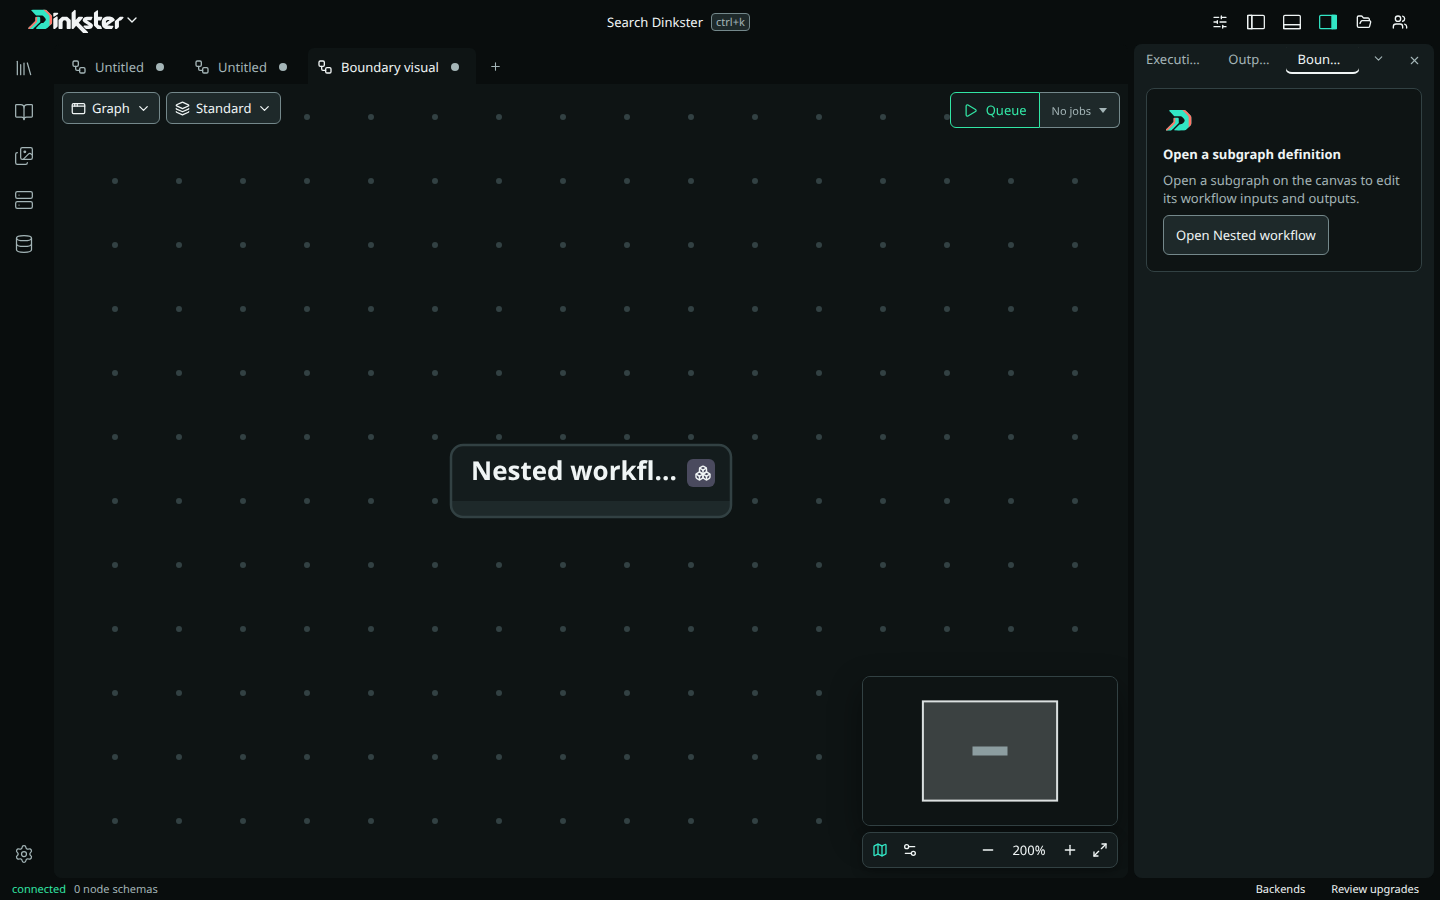 Dinkster
Search Dinkster ctrl+k
Untitled
Untitled
Boundary visual
Executi...
Outp...
Boun...
Graph
Standard
Queue
No jobs
Open a subgraph definition
Open a subgraph on the canvas to edit
its workflow inputs and outputs.
Open Nested workflow
Nested workfl...
200%
connected 0 node schemas
Backends
Review upgrades